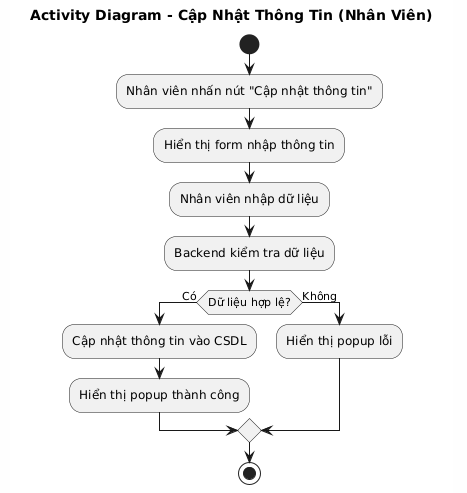 Activity Diagram - Cập Nhật Thông Tin (Nhân Viên)
Nhân viên nhấn nút "Cập nhật thông tin"
Hiển thị form nhập thông tin
Nhân viên nhập dữ liệu
Backend kiểm tra dữ liệu
Có
Dữ liệu hợp lệ?
Không
Cập nhật thông tin vào CSDL
Hiển thị popup lỗi
Hiển thị popup thành công